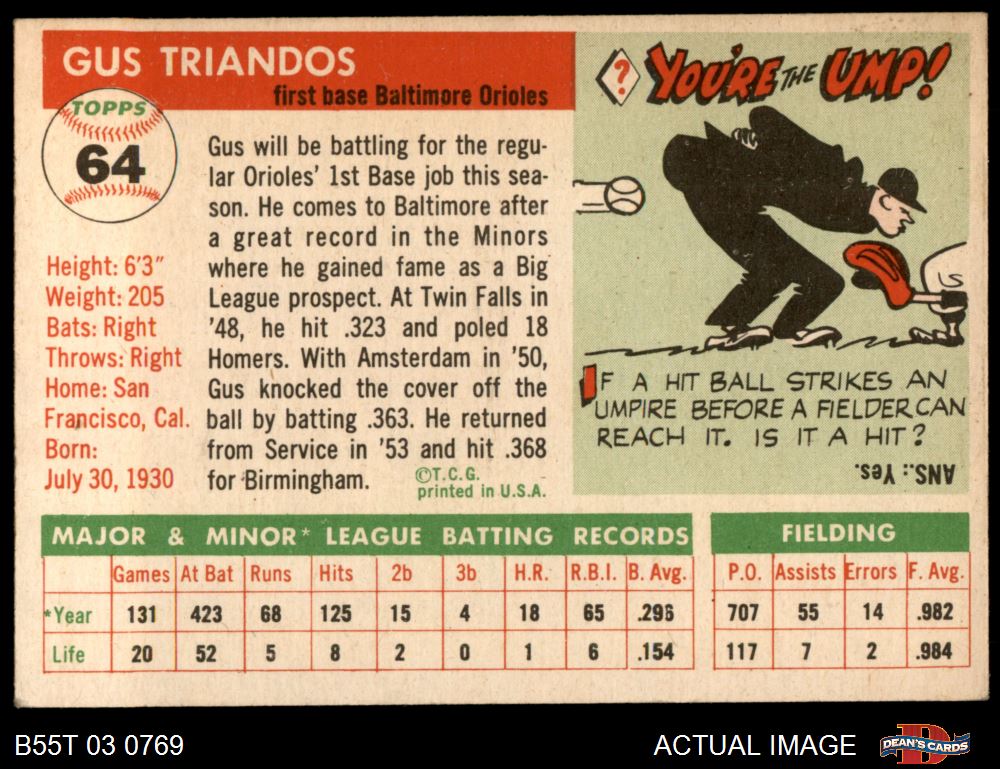 GUS TRIANDOS
first base Baltimore Orioles
TOPPS
64
Height: 6'3"
Weight: 205
Bats: Right
Throws: Right
Home: San
Francisco, Cal.
Born:
July 30, 1930
Gus will be battling for the regu-
lar Orioles' 1st Base job this sea-
son. He comes to Baltimore after
a great record in the Minors
where he gained fame as a Big
League prospect. At Twin Falls in
'48, he hit .323 and poled 18
Homers. With Amsterdam in '50,
Gus knocked the cover off the
ball by batting .363. He returned
from Service in '53 and hit .368
for Birmingham.
©T.C.G.
printed in U.S.A.
? YOU'RE THE UMP!
IF A HIT BALL STRIKES AN
UMPIRE BEFORE A FIELDER CAN
REACH IT. IS IT A HIT?
ANS.: Yes.
MAJOR & MINOR* LEAGUE BATTING RECORDS
Games At Bat Runs Hits 2b 3b H.R. R.B.I. B. Avg.
*Year 131 423 68 125 15 4 18 65 .296
Life 20 52 5 8 2 0 1 6 .154
FIELDING
P.O. Assists Errors F. Avg.
707 55 14 .982
117 7 2 .984
B55T 03 0769
ACTUAL IMAGE
D
DEAN'S CARDS